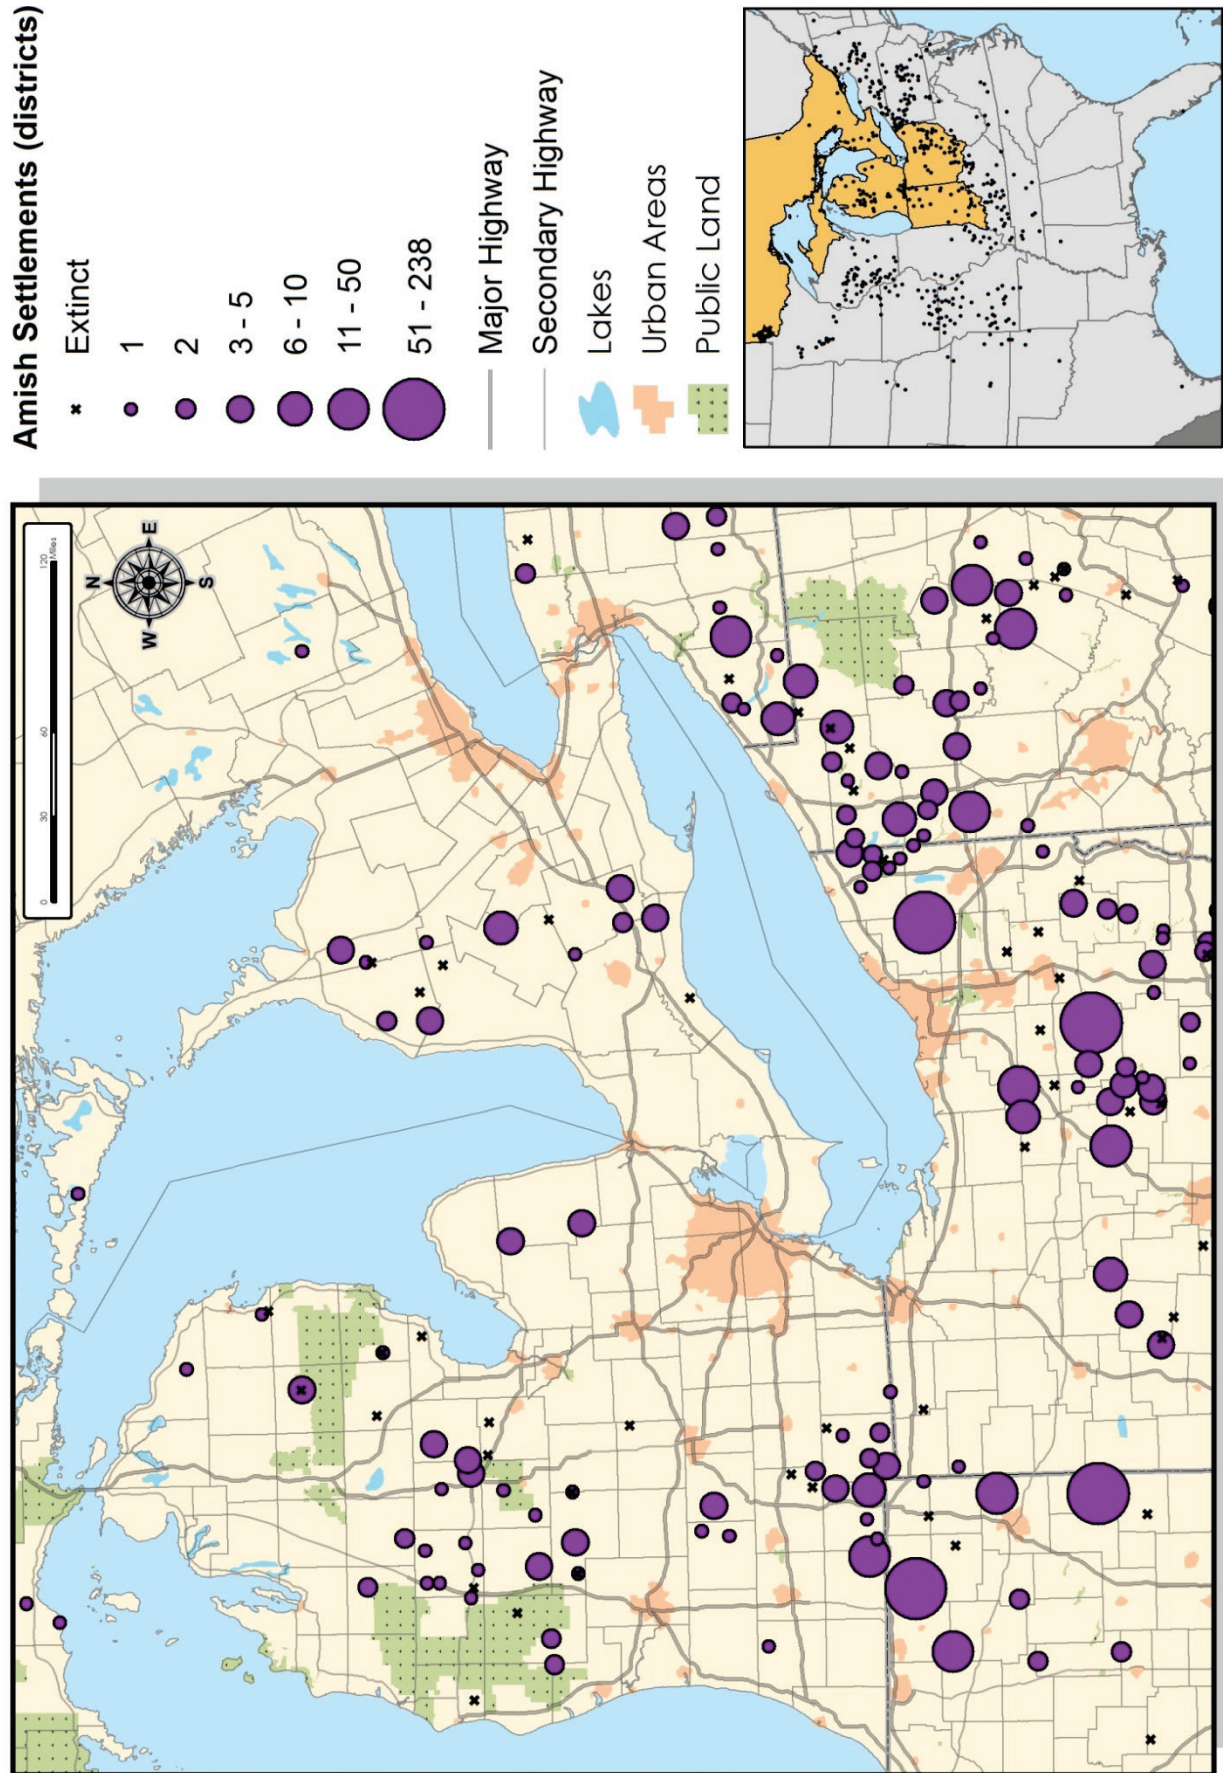 Amish Settlements (districts)
Extinct
1
2
3 - 5
6 - 10
11 - 50
51 - 238
Major Highway
Secondary Highway
Lakes
Urban Areas
Public Land
0 30 60 120
Miles
N
W E
S